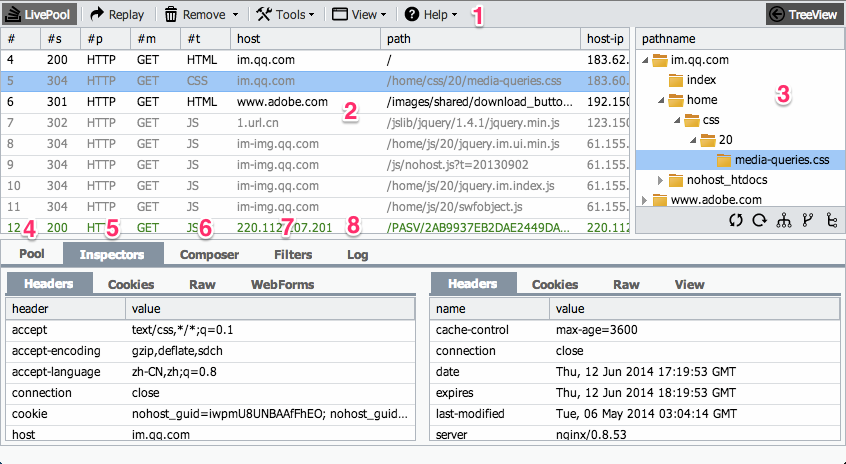 LivePool Replay Remove Tools View Help 1 TreeView
# #s #p #m #t host path host-ip pathname
4 200 HTTP GET HTML im.qq.com / 183.62. im.qq.com
5 304 HTTP GET CSS im.qq.com /home/css/20/media-queries.css 183.60. index
6 301 HTTP GET HTML www.adobe.com /images/shared/download_butto... 192.150 home 3
2
7 302 HTTP GET JS 1.url.cn /jslib/jquery/1.4.1/jquery.min.js 123.150 css
8 304 HTTP GET JS im-img.qq.com /home/js/20/jquery.im.ui.min.js 61.155. 20
9 304 HTTP GET JS im-img.qq.com /js/nohost.js?t=20130902 61.155. media-queries.css
10 304 HTTP GET JS im-img.qq.com /home/js/20/jquery.im.index.js 61.155. nohost_htdocs
11 304 HTTP GET JS im-img.qq.com /home/js/20/swfobject.js 61.155. www.adobe.com
12 200 GET 07.201 /PASV/2AB9937EB2DAE2449DA... 220.112
4 5 6 7 8
Pool Inspectors Composer Filters Log
Headers Cookies Raw WebForms
header value
accept text/css,*/*;q=0.1
accept-encoding gzip,deflate,sdch
accept-language zh-CN,zh;q=0.8
connection close
cookie nohost_guid=iwpmU8UNBAAfFhEO; nohost_guid...
host im.qq.com
Headers Cookies Raw View
name value
cache-control max-age=3600
connection close
date Thu, 12 Jun 2014 17:19:53 GMT
expires Thu, 12 Jun 2014 18:19:53 GMT
last-modified Tue, 06 May 2014 03:04:14 GMT
server nginx/0.8.53